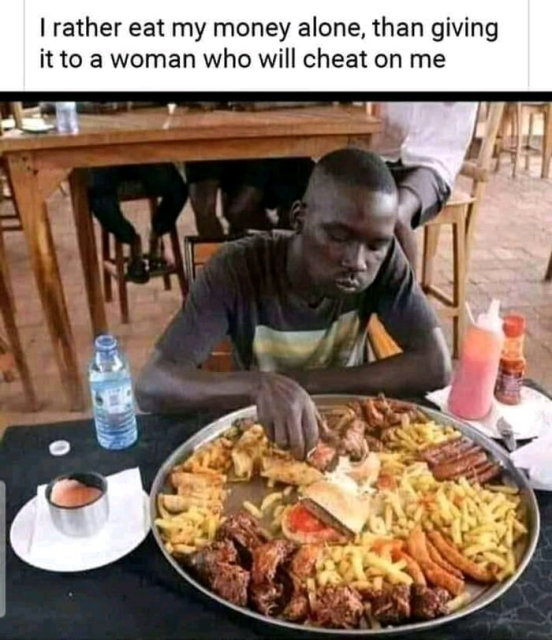 I rather eat my money alone, than giving
it to a woman who will cheat on me